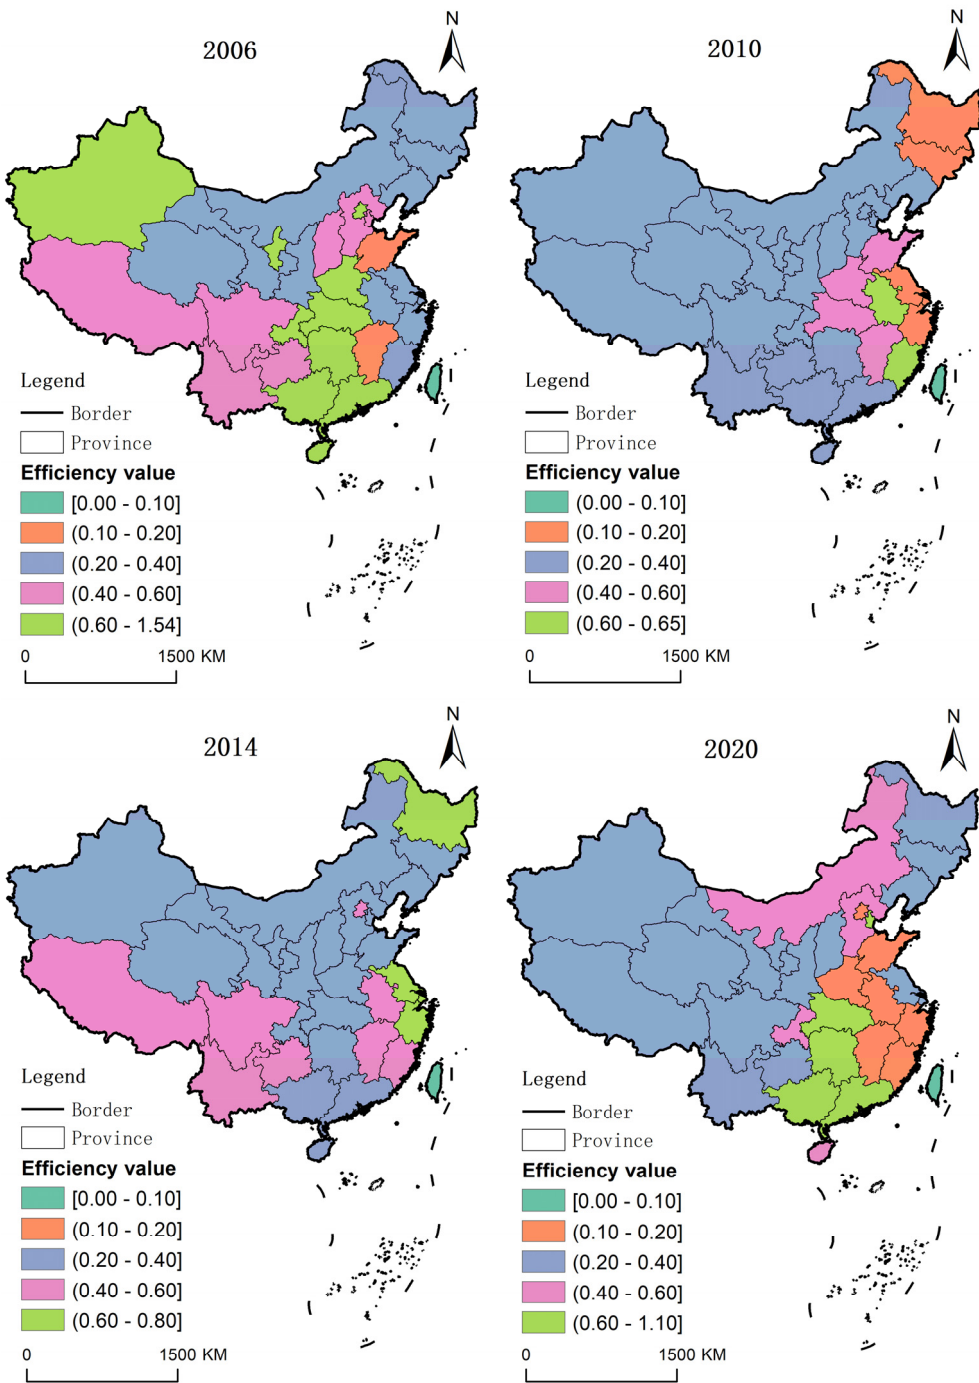 N
2006
Legend
Border
Province
Efficiency value
[0.00 - 0.10]
(0.10 - 0.20]
(0.20 - 0.40]
(0.40 - 0.60]
(0.60 - 1.54]
0 1500 KM
N
2010
Legend
Border
Province
Efficiency value
(0.00 - 0.10]
(0.10 - 0.20]
(0.20 - 0.40]
(0.40 - 0.60]
(0.60 - 0.65]
0 1500 KM
N
2014
Legend
Border
Province
Efficiency value
[0.00 - 0.10]
(0.10 - 0.20]
(0.20 - 0.40]
(0.40 - 0.60]
(0.60 - 0.80]
0 1500 KM
N
2020
Legend
Border
Province
Efficiency value
[0.00 - 0.10]
(0.10 - 0.20]
(0.20 - 0.40]
(0.40 - 0.60]
(0.60 - 1.10]
0 1500 KM